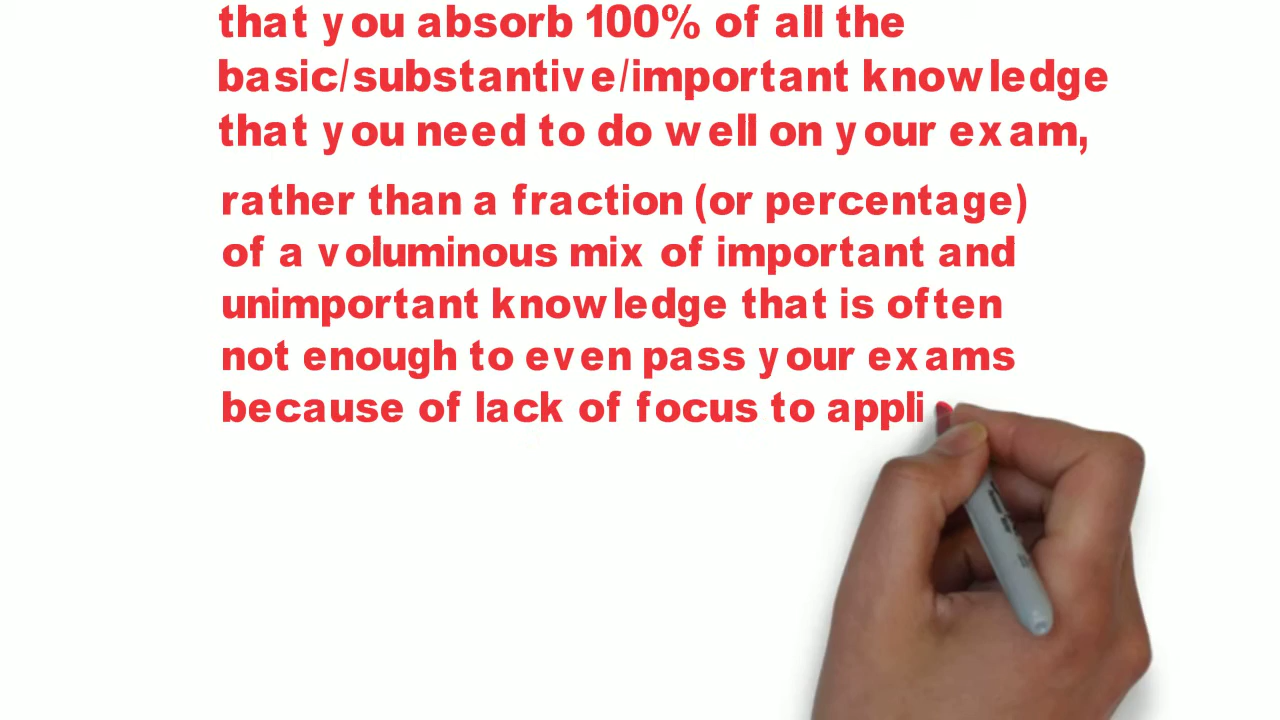 that you absorb 100% of all the
basic/substantive/important knowledge
that you need to do well on your exam,
rather than a fraction (or percentage)
of a voluminous mix of important and
unimportant knowledge that is often
not enough to even pass your exams
because of lack of focus to appli